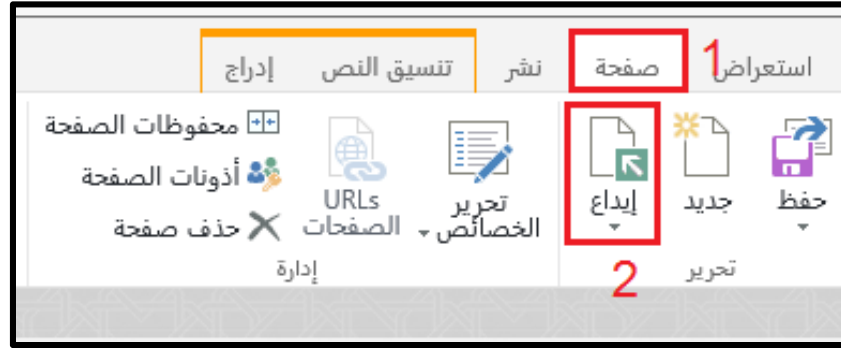 استعراض 1 صفحة نشر تنسيق النص إدراج
حفظ
جديد
إيداع
2
تحرير
تحرير
الخصائص
URLs
الصفحات
محفوظات الصفحة
أذونات الصفحة
حذف صفحة
إدارة